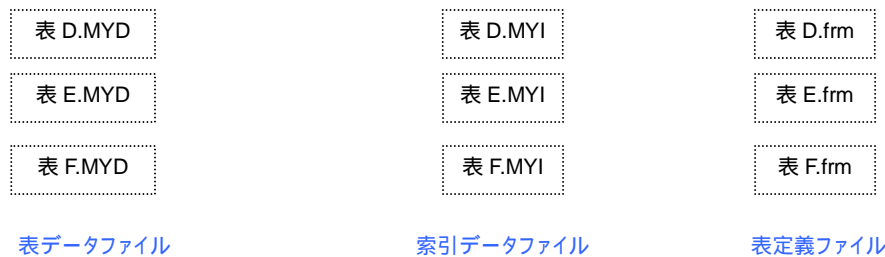 表 D.MYD 表 D.MYI 表 D.frm
表 E.MYD 表 E.MYI 表 E.frm
表 F.MYD 表 F.MYI 表 F.frm
表データファイル 索引データファイル 表定義ファイル